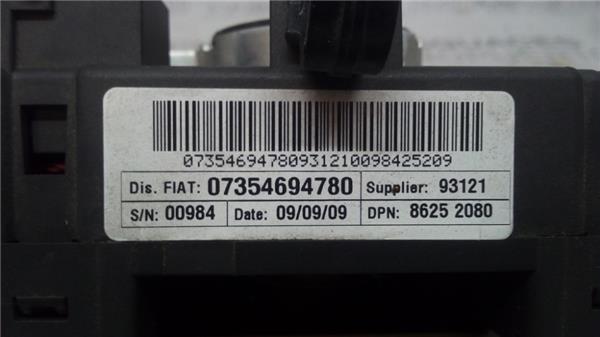 07354694780931210098425209
Dis. FIAT: 07354694780 Supplier: 93121
S/N: 00984 Date: 09/09/09 DPN: 8625 2080